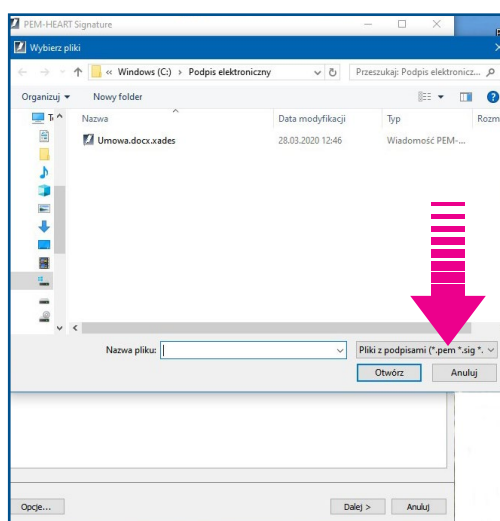 PEM-HEART Signature
Wybierz pliki
« Windows (C:) › Podpis elektroniczny
Przeszukaj: Podpis elektronicz...
Organizuj
Nowy folder
Nazwa
Data modyfikacji
Typ
Rozm
Umowa.docx.xades
28.03.2020 12:46
Wiadomość PEM-...
Nazwa pliku:
Pliki z podpisami (*.pem *.sig *.
Otwórz
Anuluj
Opcje...
Dalej >
Anuluj